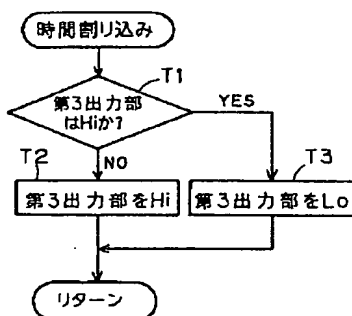 時間割り込み
T1
第3出力部
はHiか?
YES
NO
T2
第3出力部をHi
T3
第3出力部をLo
リターン